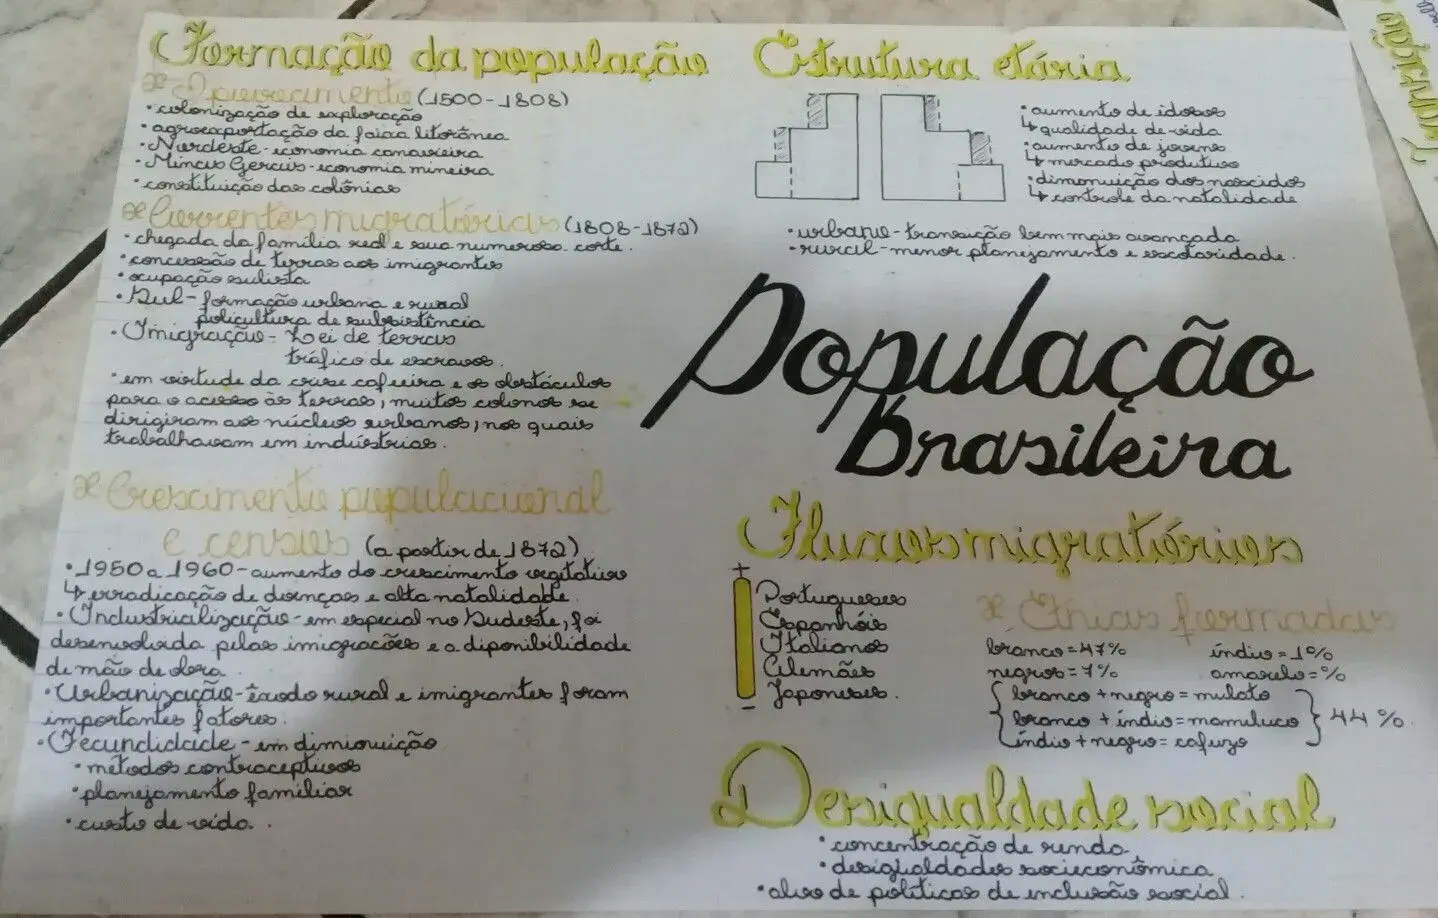 Formação da população
Povoamento (1500-1808)
• colonização de exploração
• agroexportação da faixa litorânea
• Nordeste - economia canavieira
• Minas Gerais - economia mineira
• constituição das colônias
Correntes migratórias (1808-1872)
• chegada da família real e sua numerosa corte.
• concessão de terras aos imigrantes
• ocupação sulista
• Sul - formação urbana e rural
policultura de subsistência
• Imigração - Lei de terras
tráfico de escravos.
• em virtude da crise cafeeira e os obstáculos
para o acesso às terras, muitos colonos se
dirigiram aos núcleos urbanos, nos quais
trabalhavam em indústrias.
Crescimento populacional
e censos (a partir de 1872)
• 1950 a 1960 - aumento do crescimento vegetativo
↳ erradicação de doenças e alta natalidade.
• Industrialização - em especial no Sudeste, foi
desenvolvida pelas imigrações e a diponibilidade
de mão de obra.
• Urbanização - êxodo rural e imigrantes foram
importantes fatores.
• Fecundidade - em diminuição
• métodos contraceptivos
• planejamento familiar
• custo de vida.
Estrutura etária
• aumento de idosos
↳ qualidade de vida
• aumento de jovens
↳ mercado produtivo
• diminuição dos nascidos
↳ controle da natalidade
• urbano - transição bem mais avançada
• rural - menor planejamento e escolaridade.
População
Brasileira
Fluxos migratórios
+
Portugueses
Espanhóis
Italianos
Alemães
Japoneses.
-
Etnias formadas
branco = 47% índio = 1%
negros = 7% amarelo = %
branco + negro = mulato
branco + índio = mameluco } 44%.
índio + negro = cafuzo
Desigualdade social
• concentração de renda
• desigualdades socieconômica
• alvo de políticas de inclusão social.